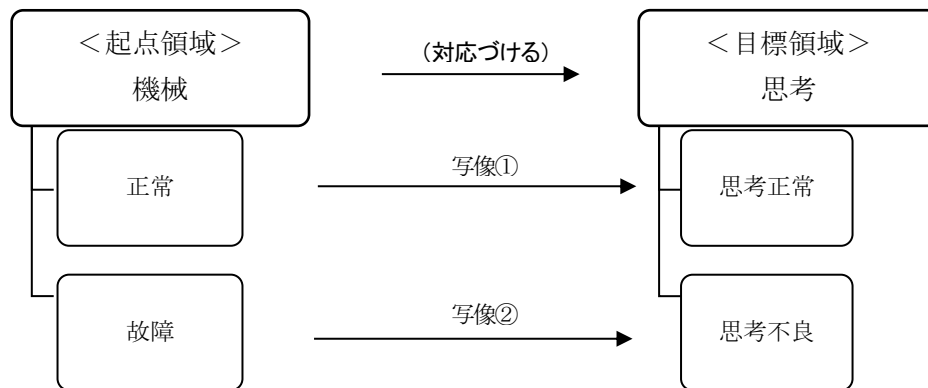 ＜起点領域＞
機械
(対応づける)
＜目標領域＞
思考
正常
写像①
思考正常
故障
写像②
思考不良